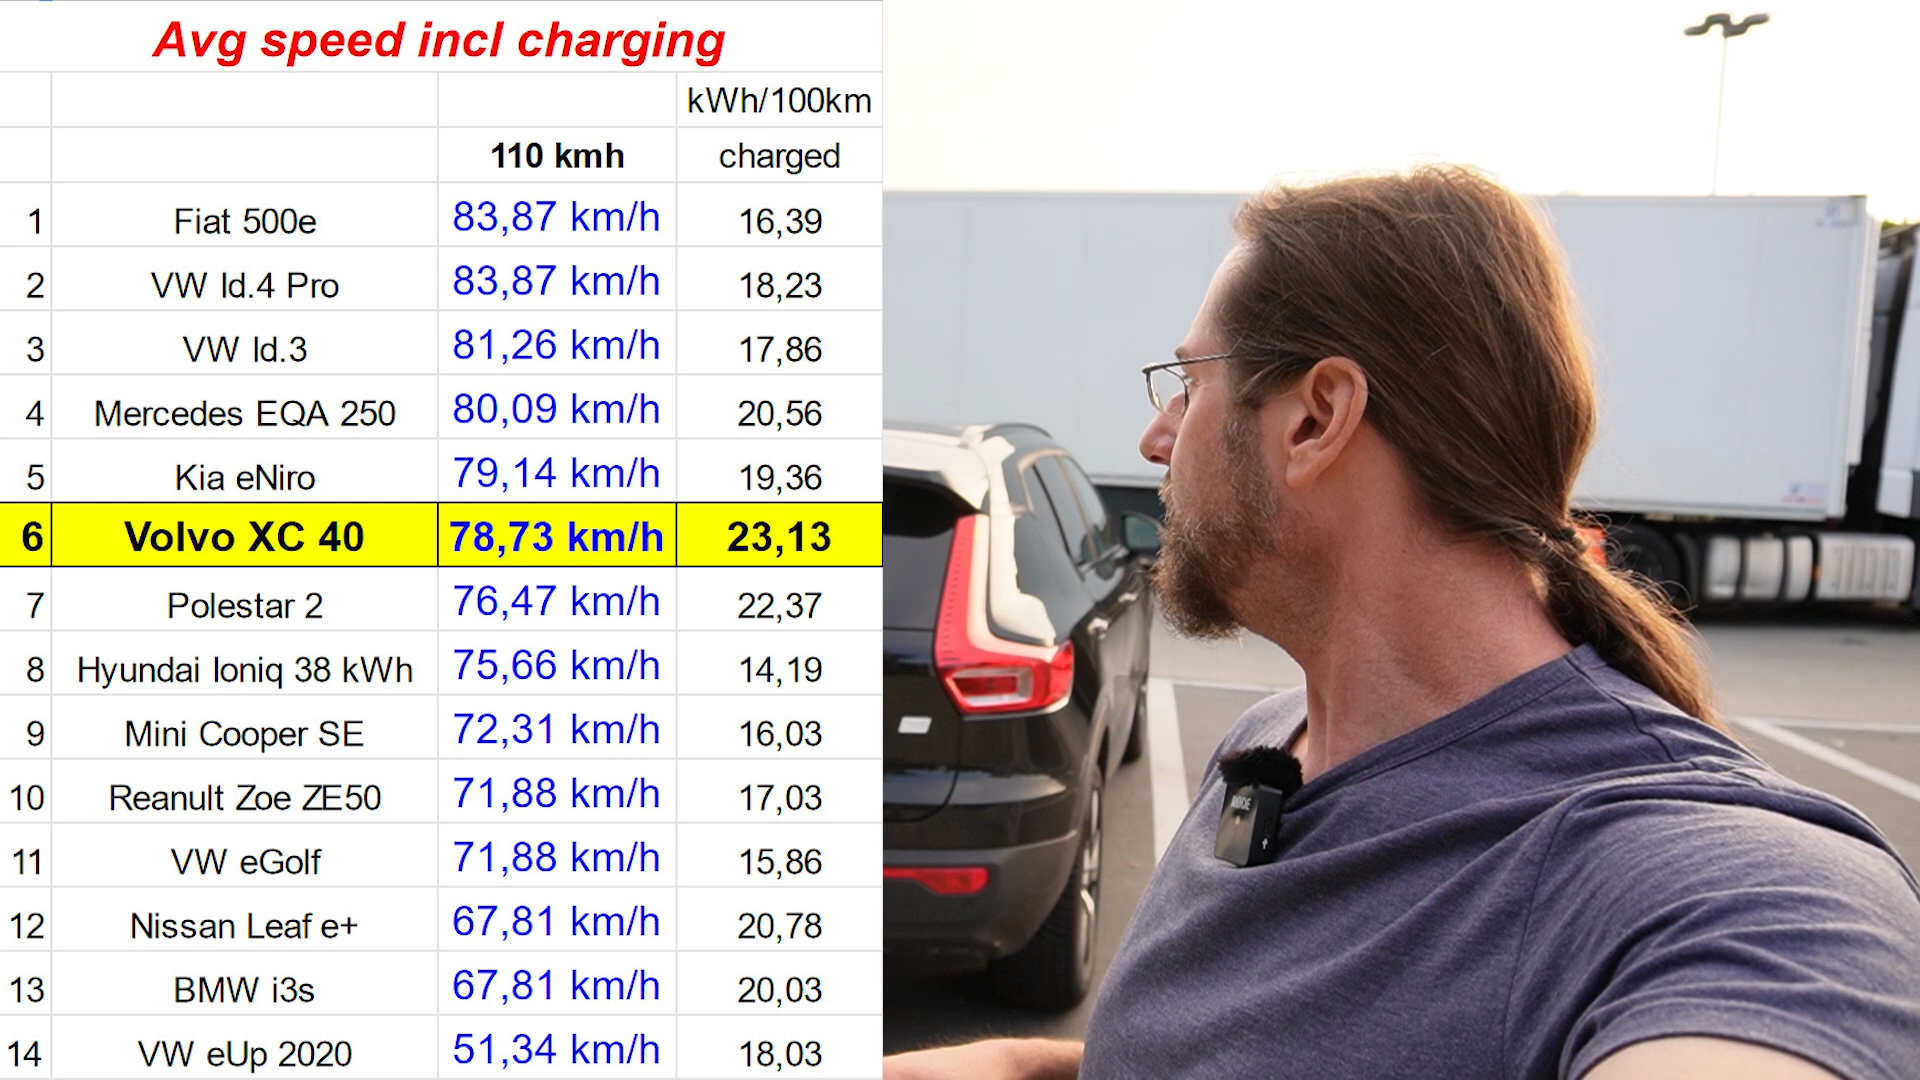 Avg speed incl charging
kWh/100km
110 kmh charged
1 Fiat 500e 83,87 km/h 16,39
2 VW Id.4 Pro 83,87 km/h 18,23
3 VW Id.3 81,26 km/h 17,86
4 Mercedes EQA 250 80,09 km/h 20,56
5 Kia eNiro 79,14 km/h 19,36
6 Volvo XC 40 78,73 km/h 23,13
7 Polestar 2 76,47 km/h 22,37
8 Hyundai Ioniq 38 kWh 75,66 km/h 14,19
9 Mini Cooper SE 72,31 km/h 16,03
10 Reanult Zoe ZE50 71,88 km/h 17,03
11 VW eGolf 71,88 km/h 15,86
12 Nissan Leaf e+ 67,81 km/h 20,78
13 BMW i3s 67,81 km/h 20,03
14 VW eUp 2020 51,34 km/h 18,03
RØDE